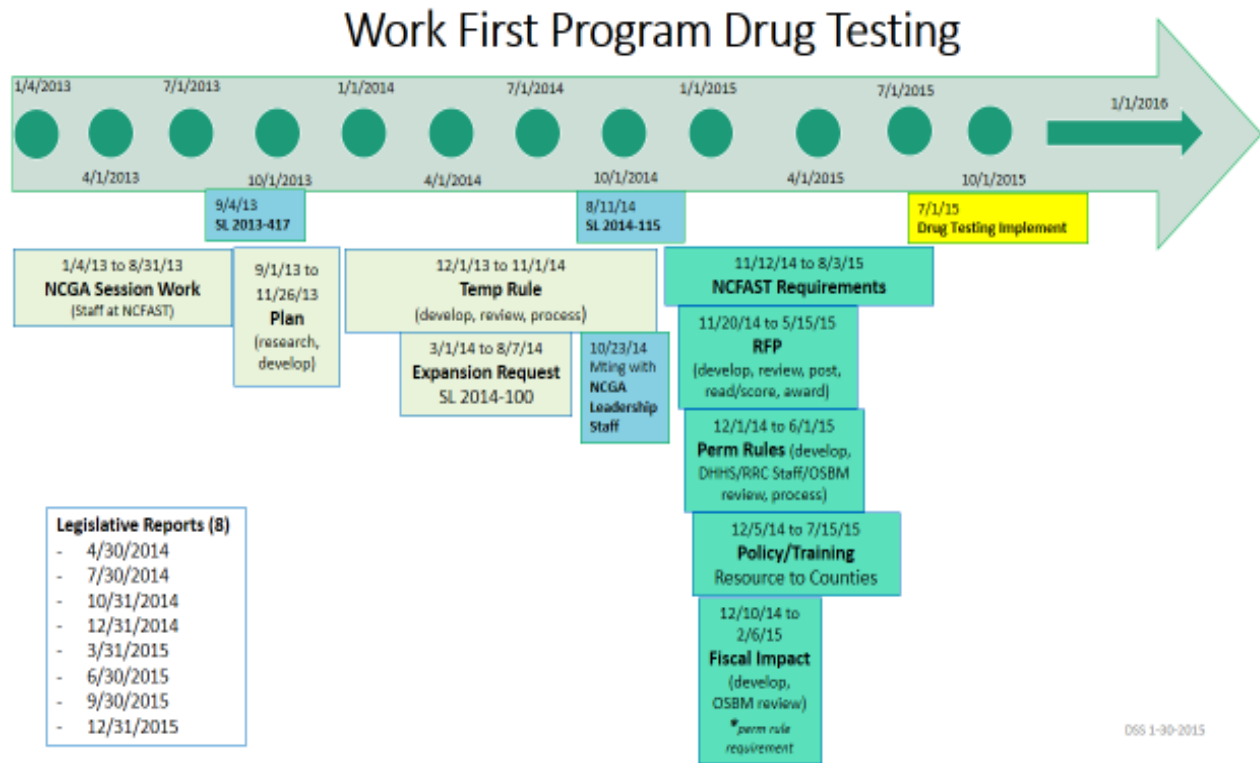 Work First Program Drug Testing
1/4/2013
7/1/2013
1/1/2014
7/1/2014
1/1/2015
7/1/2015
1/1/2016
4/1/2013
10/1/2013
4/1/2014
10/1/2014
4/1/2015
10/1/2015
9/4/13
SL 2013-417
8/11/14
SL 2014-115
7/1/15
Drug Testing Implement
1/4/13 to 8/31/13
NCGA Session Work
(Staff at NCFAST)
9/1/13 to
11/26/13
Plan
(research,
develop)
12/1/13 to 11/1/14
Temp Rule
(develop, review, process)
3/1/14 to 8/7/14
Expansion Request
SL 2014-100
10/23/14
Mting with
NCGA
Leadership
Staff
11/12/14 to 8/3/15
NCFAST Requirements
11/20/14 to 5/15/15
RFP
(develop, review, post,
read/score, award)
12/1/14 to 6/1/15
Perm Rules (develop,
DHHS/RRC Staff/OSBM
review, process)
12/5/14 to 7/15/15
Policy/Training
Resource to Counties
12/10/14 to
2/6/15
Fiscal Impact
(develop,
OSBM review)
*perm rule
requirement
Legislative Reports (8)
- 4/30/2014
- 7/30/2014
- 10/31/2014
- 12/31/2014
- 3/31/2015
- 6/30/2015
- 9/30/2015
- 12/31/2015
DSS 1-30-2015